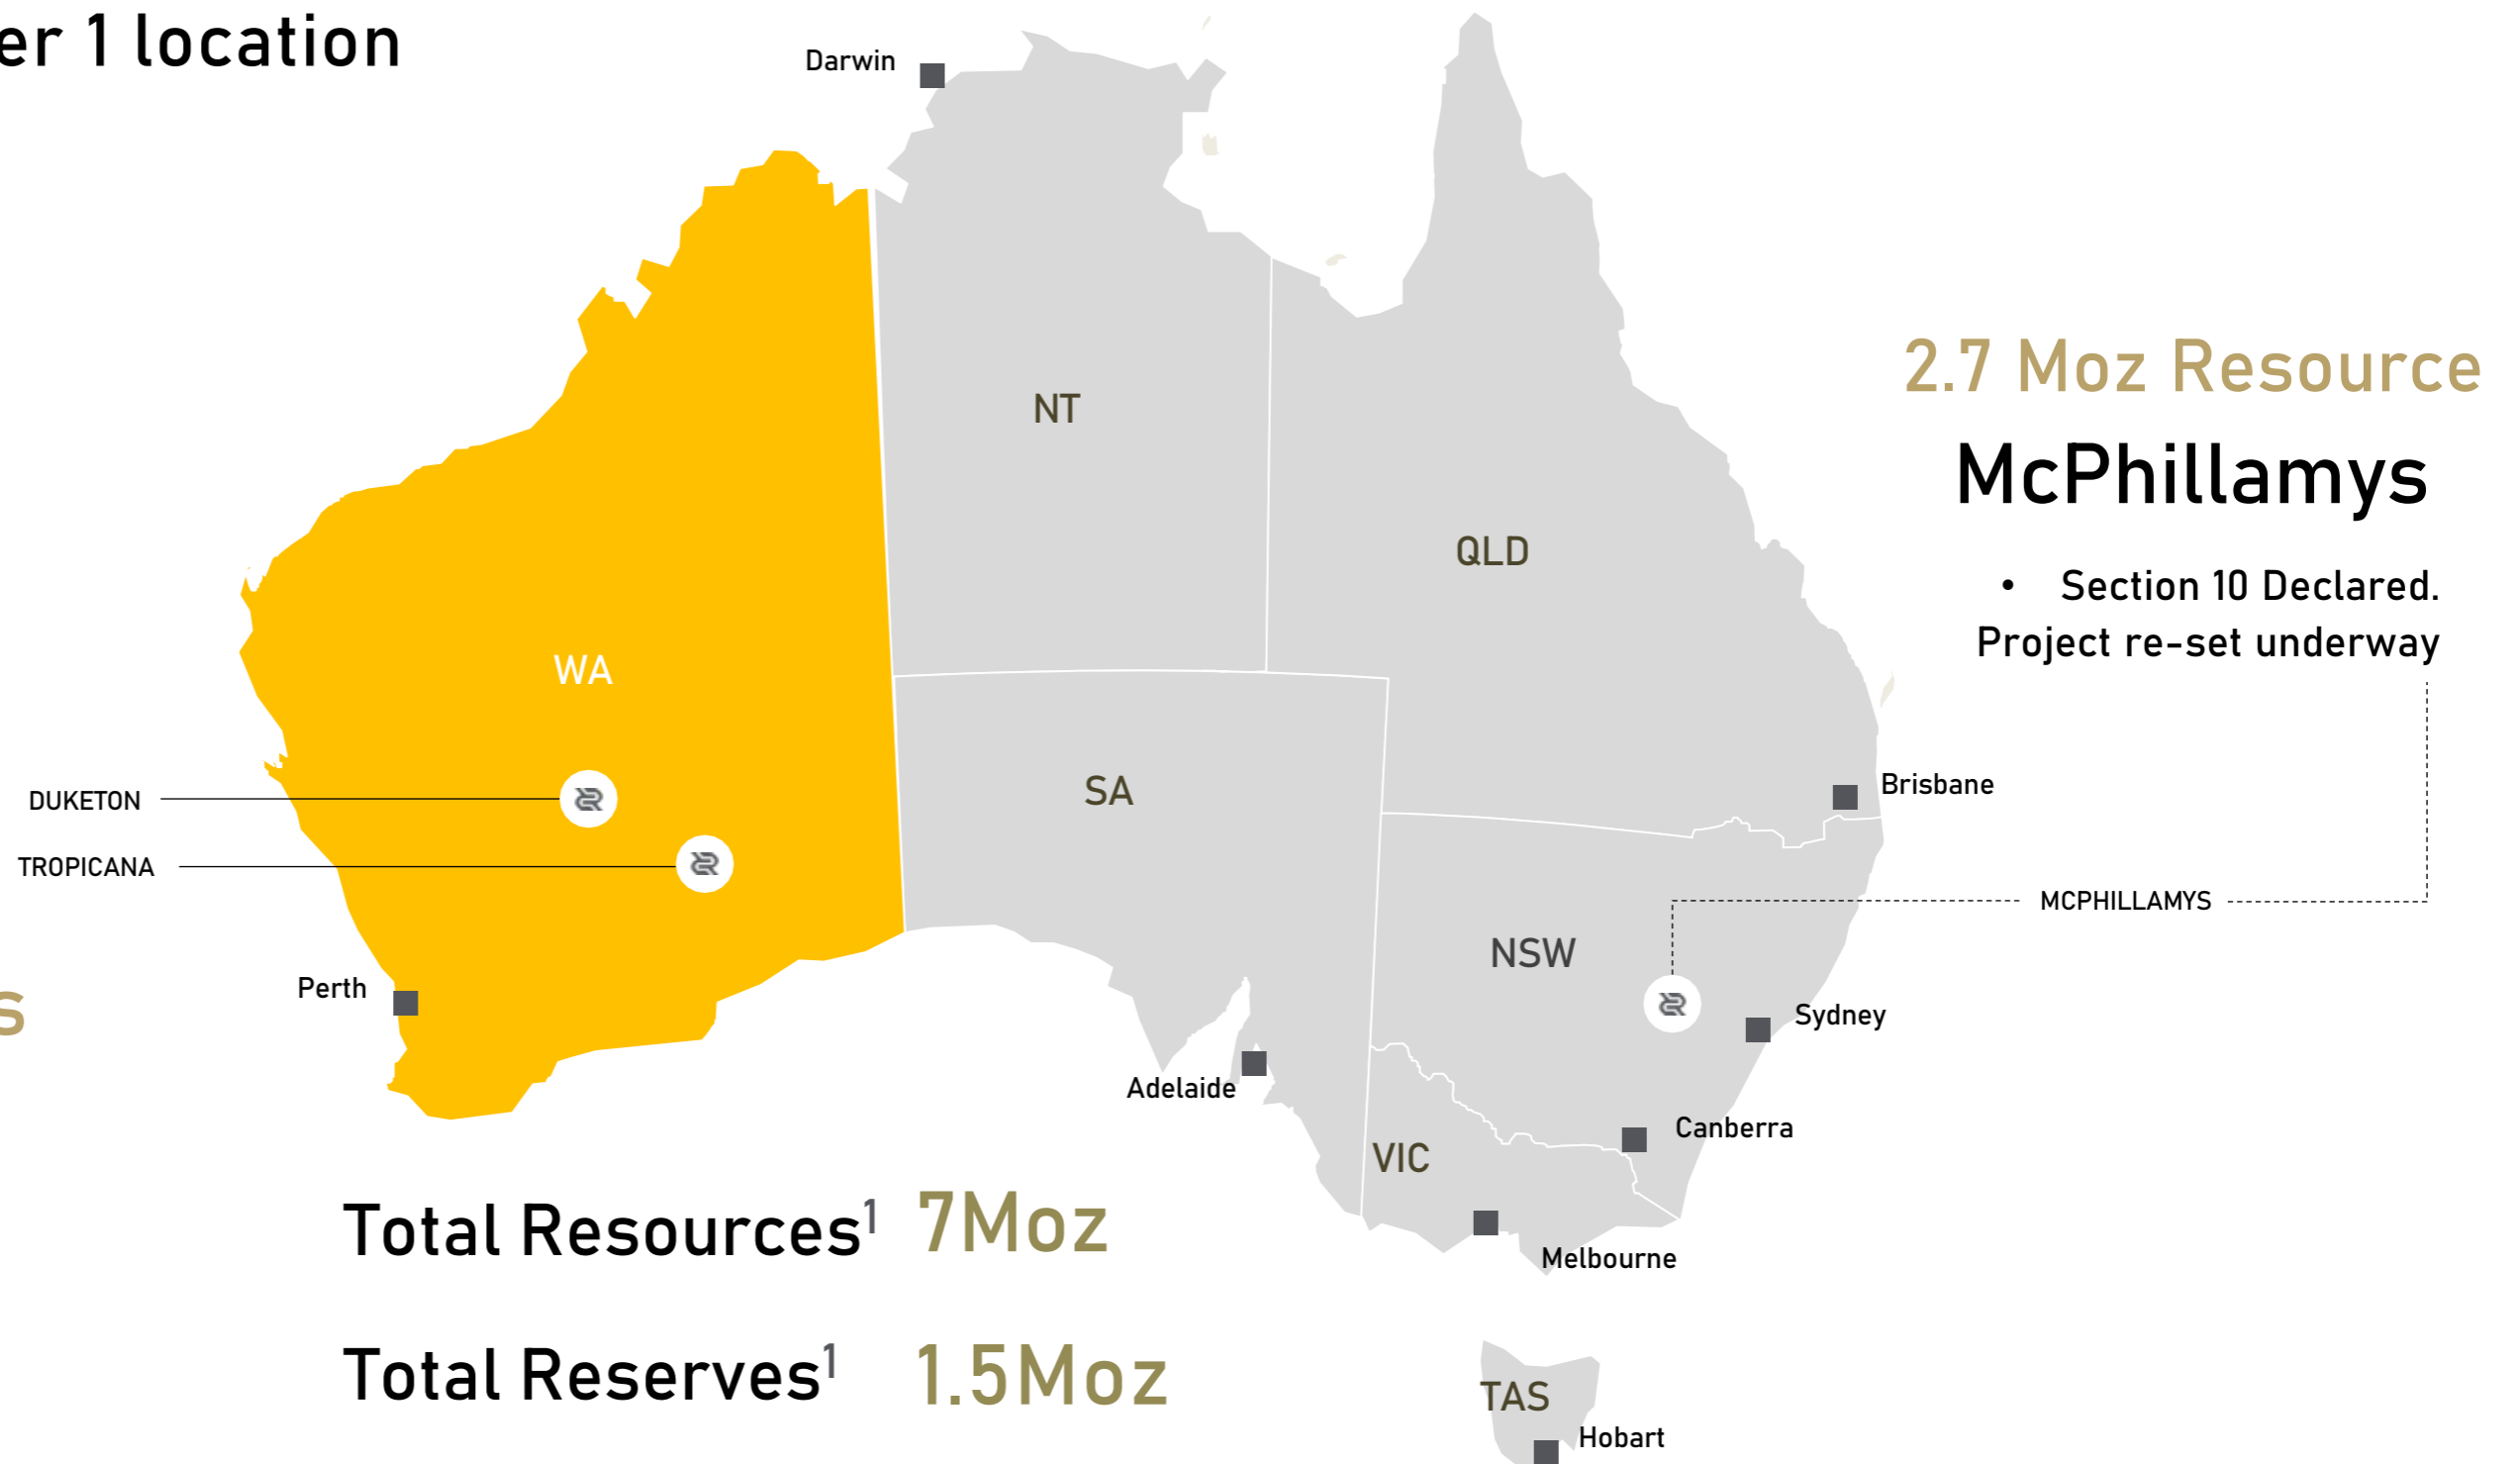 er 1 location
Darwin
2.7 Moz Resource
NT
McPhillamys
QLD
• Section 10 Declared.
Project re-set underway
WA
SA
Brisbane
DUKETON
TROPICANA
MCPHILLAMYS
NSW
Perth
s
Sydney
Adelaide
Canberra
VIC
Total Resources¹ 7Moz
Melbourne
Total Reserves¹ 1.5Moz
TAS
Hobart